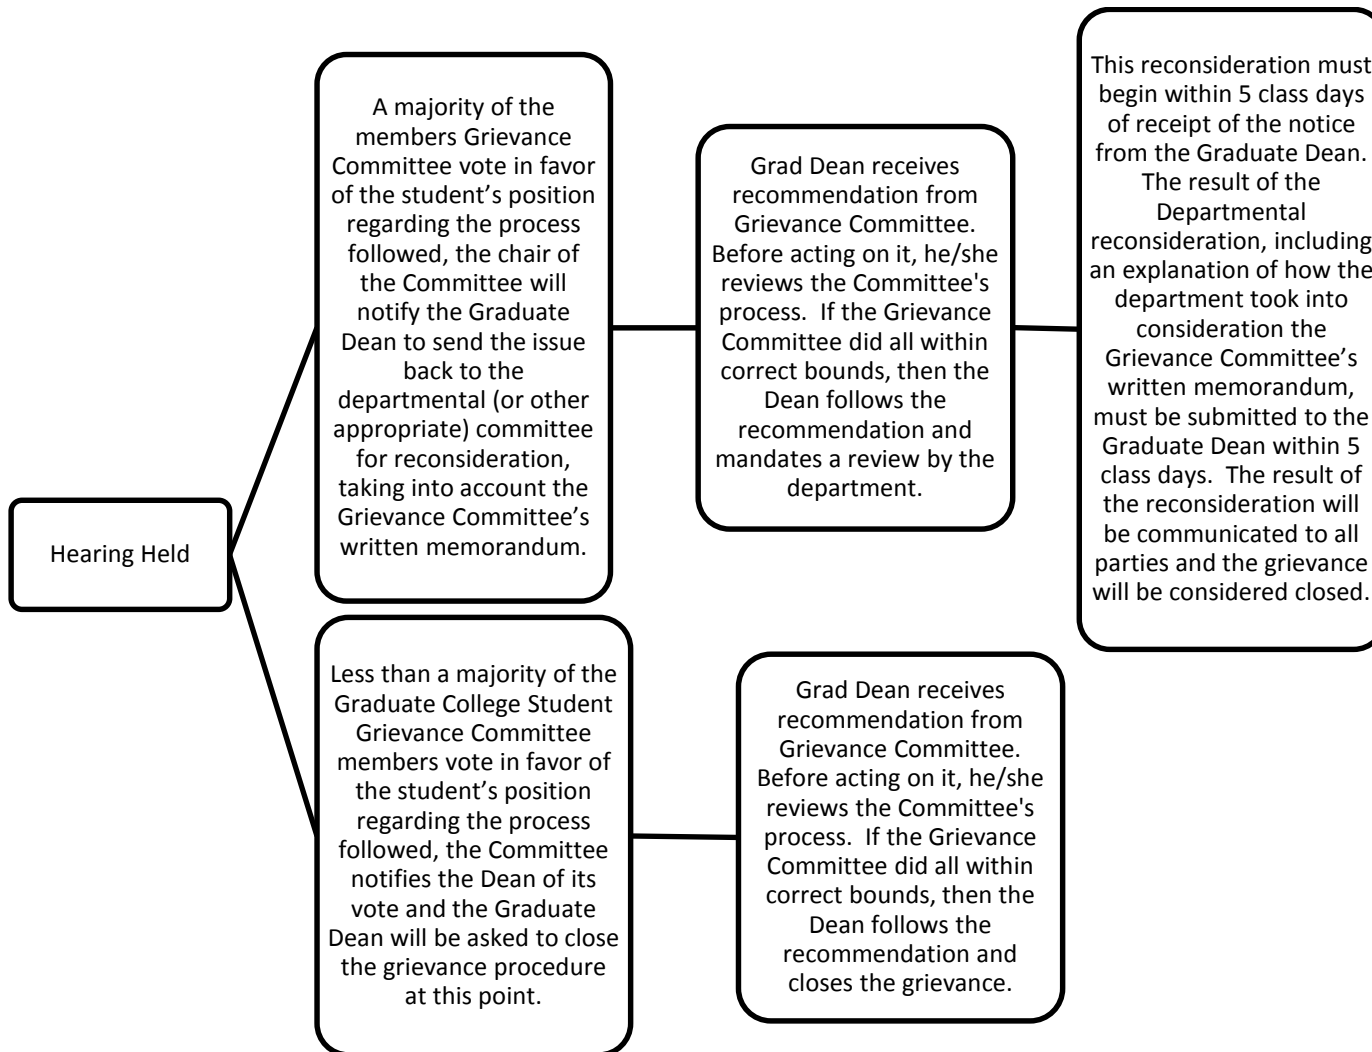 Hearing Held
A majority of the
members Grievance
Committee vote in favor
of the student’s position
regarding the process
followed, the chair of
the Committee will
notify the Graduate
Dean to send the issue
back to the
departmental (or other
appropriate) committee
for reconsideration,
taking into account the
Grievance Committee’s
written memorandum.
Grad Dean receives
recommendation from
Grievance Committee.
Before acting on it, he/she
reviews the Committee's
process.  If the Grievance
Committee did all within
correct bounds, then the
Dean follows the
recommendation and
mandates a review by the
department.
This reconsideration must
begin within 5 class days
of receipt of the notice
from the Graduate Dean.
The result of the
Departmental
reconsideration, including
an explanation of how the
department took into
consideration the
Grievance Committee’s
written memorandum,
must be submitted to the
Graduate Dean within 5
class days.  The result of
the reconsideration will
be communicated to all
parties and the grievance
will be considered closed.
Less than a majority of the
Graduate College Student
Grievance Committee
members vote in favor of
the student’s position
regarding the process
followed, the Committee
notifies the Dean of its
vote and the Graduate
Dean will be asked to close
the grievance procedure
at this point.
Grad Dean receives
recommendation from
Grievance Committee.
Before acting on it, he/she
reviews the Committee's
process.  If the Grievance
Committee did all within
correct bounds, then the
Dean follows the
recommendation and
closes the grievance.